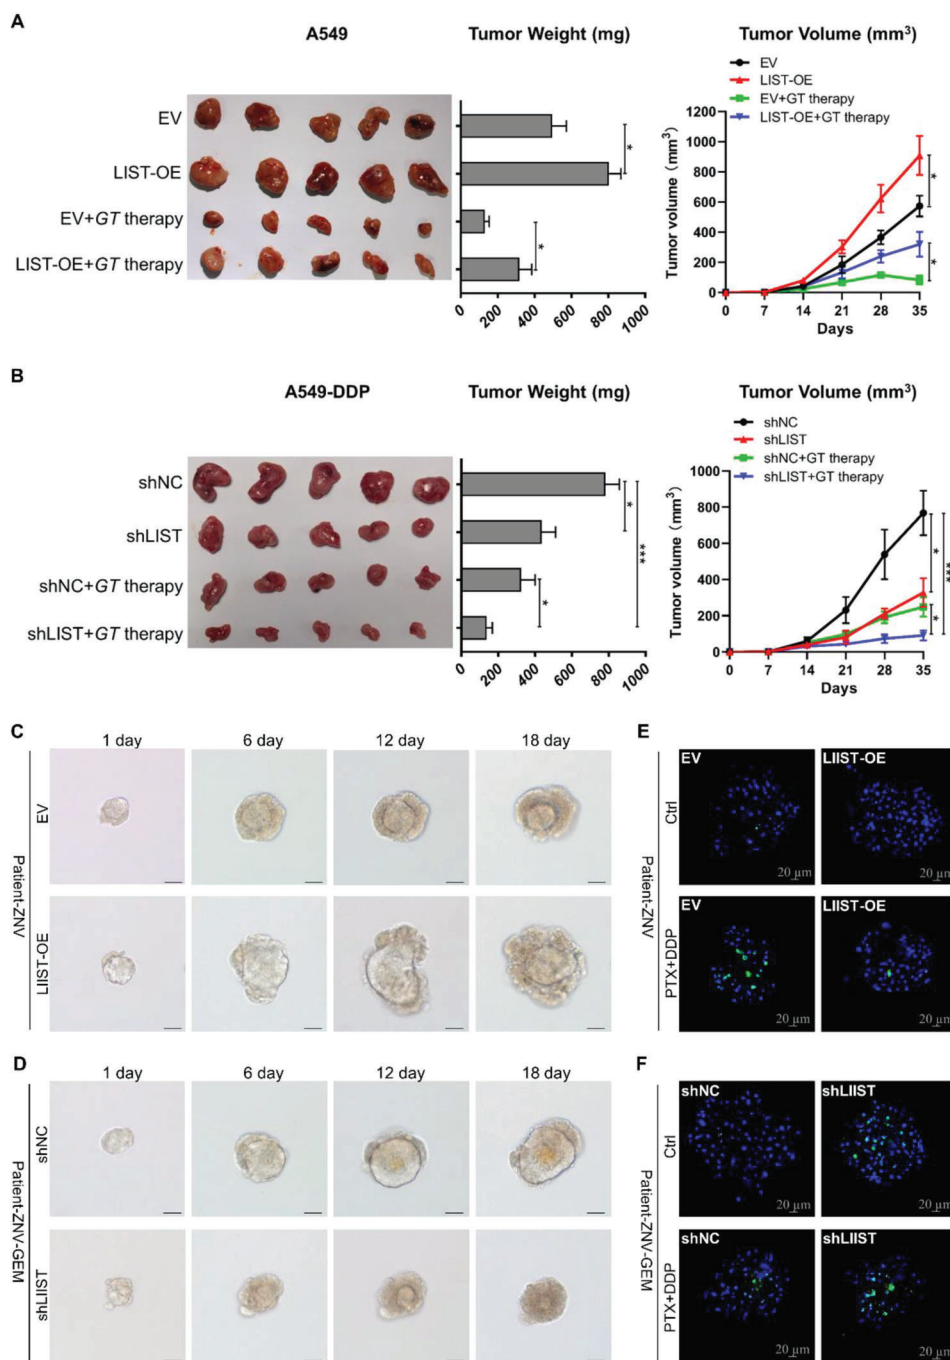 A
A549
Tumor Weight (mg)
Tumor Volume (mm³)
EV
LIST-OE
EV+GT therapy
LIST-OE+GT therapy
0
200
400
600
800
1000
*
*
EV
LIST-OE
EV+GT therapy
LIST-OE+GT therapy
Tumor volume (mm³)
1200
1000
800
600
400
200
0
0
7
14
21
28
35
Days
*
*
B
A549-DDP
Tumor Weight (mg)
Tumor Volume (mm³)
shNC
shLIST
shNC+GT therapy
shLIST+GT therapy
0
200
400
600
800
1000
*
***
*
shNC
shLIST
shNC+GT therapy
shLIST+GT therapy
Tumor volume (mm³)
1000
800
600
400
200
0
0
7
14
21
28
35
Days
*
*
***
C
1 day
6 day
12 day
18 day
Patient-ZNV
EV
LIIST-OE
D
1 day
6 day
12 day
18 day
Patient-ZNV-GEM
shNC
shLIIST
E
Patient-ZNV
Ctrl
EV
20 µm
LIIST-OE
20 µm
PTX+DDP
EV
20 µm
LIIST-OE
20 µm
F
Patient-ZNV-GEM
Ctrl
shNC
20 µm
shLIIST
20 µm
PTX+DDP
shNC
20 µm
shLIIST
20 µm